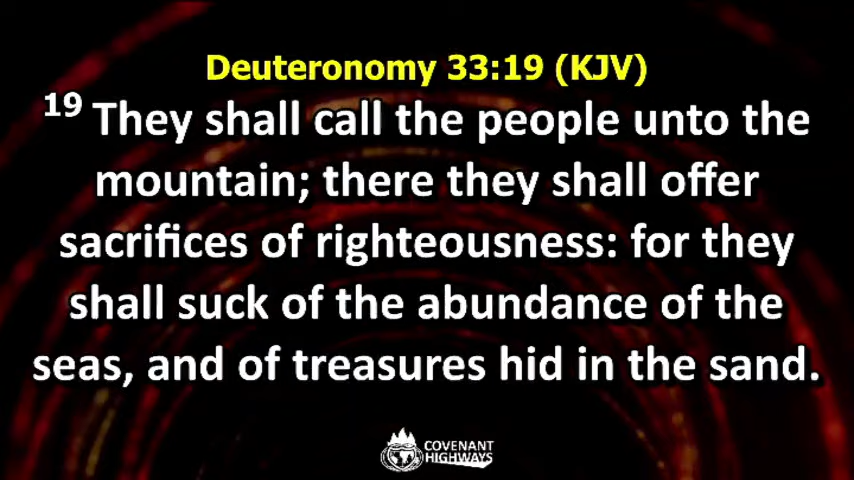 Deuteronomy 33:19 (KJV)
19 They shall call the people unto the
mountain; there they shall offer
sacrifices of righteousness: for they
shall suck of the abundance of the
seas, and of treasures hid in the sand.
COVENANT
HIGHWAYS